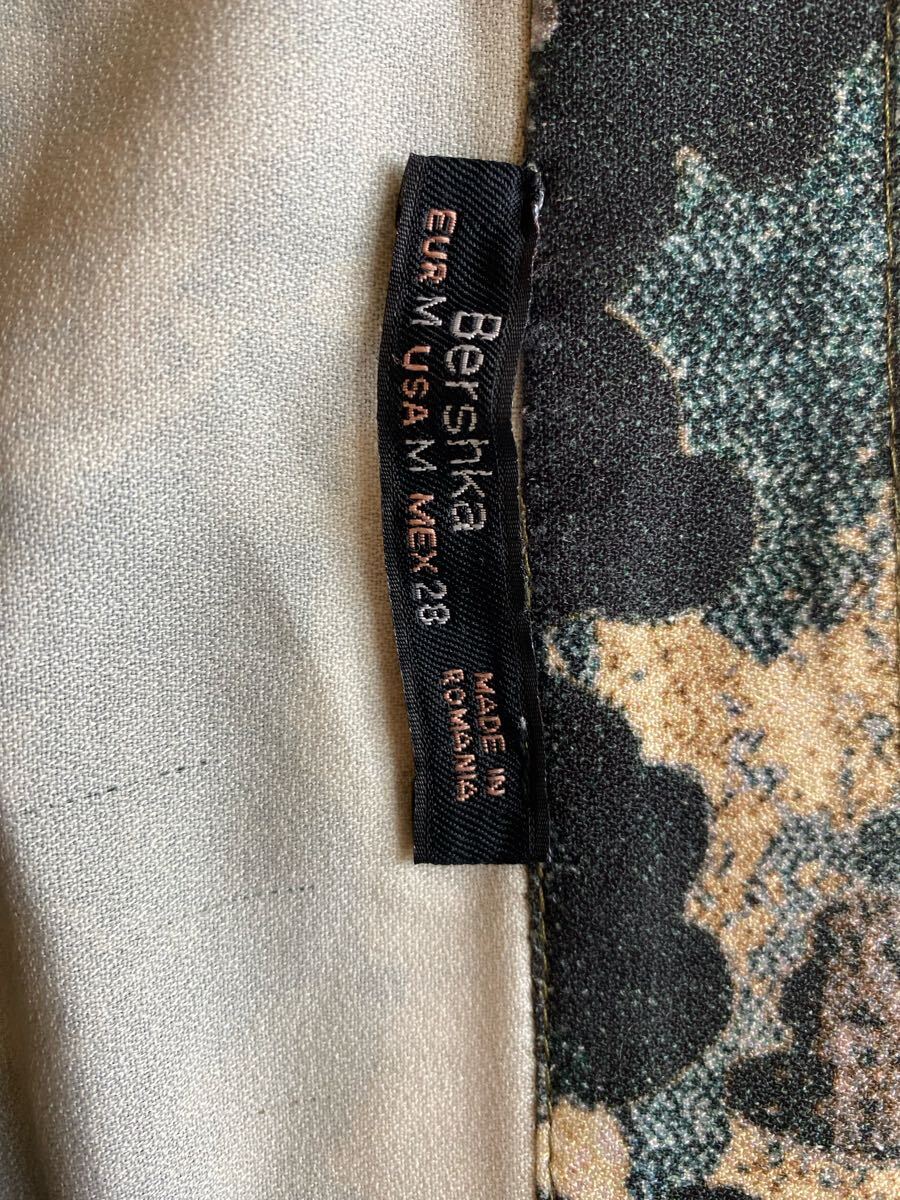 Bershka
EUR M USA M MEX 28
MADE IN
ROMANIA